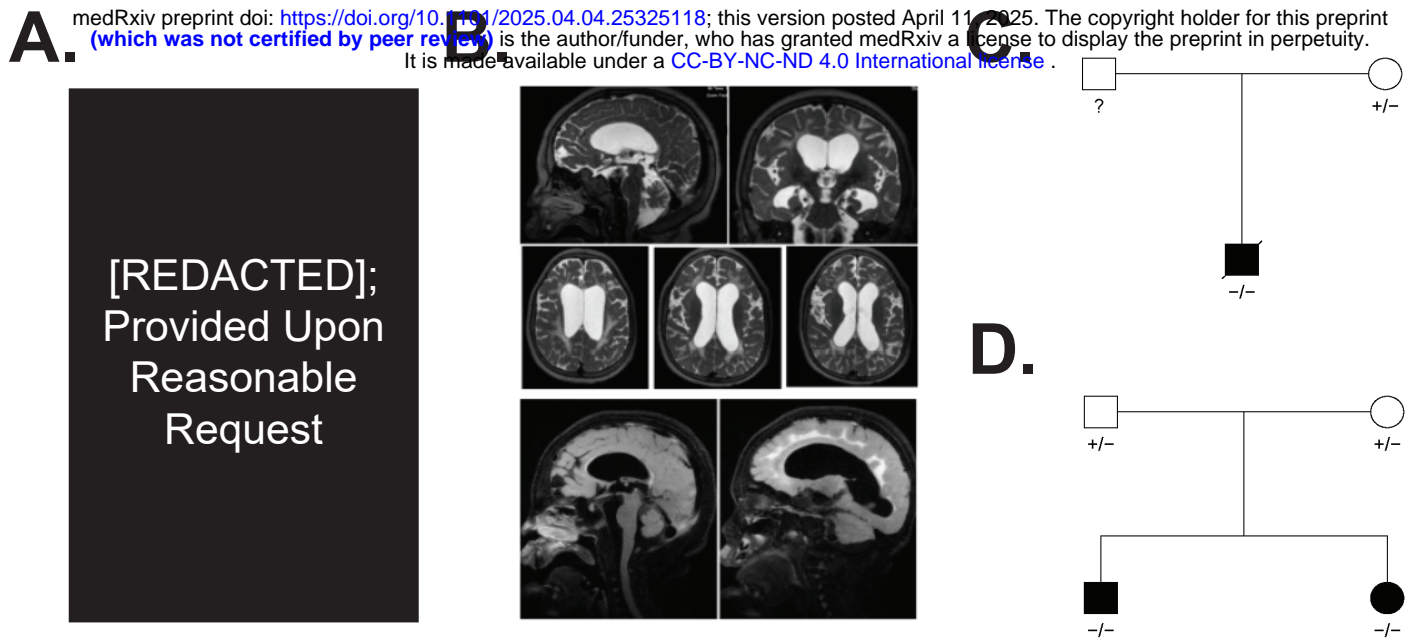 medRxiv preprint doi: https://doi.org/10.1101/2025.04.04.25325118; this version posted April 11, 2025. The copyright holder for this preprint
(which was not certified by peer review) is the author/funder, who has granted medRxiv a license to display the preprint in perpetuity.
It is made available under a CC-BY-NC-ND 4.0 International license .
A.
B.
C.
[REDACTED];
Provided Upon
Reasonable
Request
?
+/−
−/−
D.
+/−
+/−
−/−
−/−